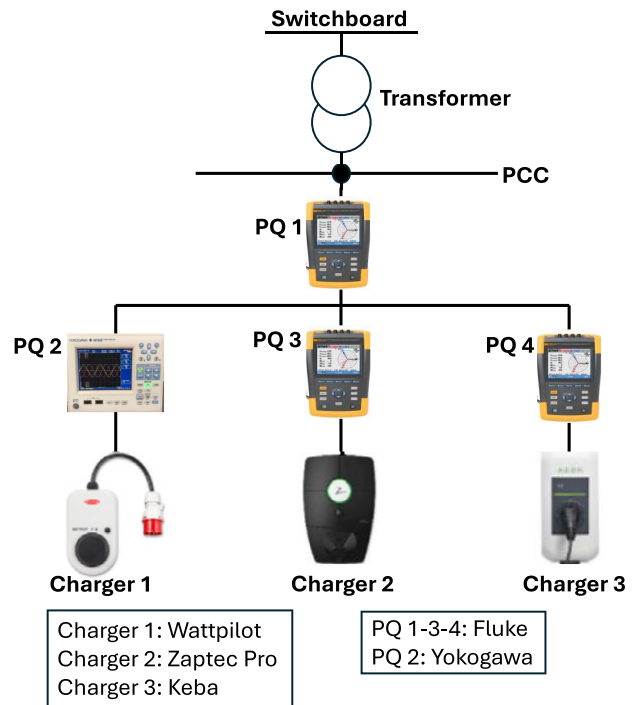 Switchboard
Transformer
PCC
PQ 1
PQ 2
PQ 3
PQ 4
YOKOGAWA
Charger 1
Charger 2
Charger 3
Charger 1: Wattpilot
Charger 2: Zaptec Pro
Charger 3: Keba
PQ 1-3-4: Fluke
PQ 2: Yokogawa